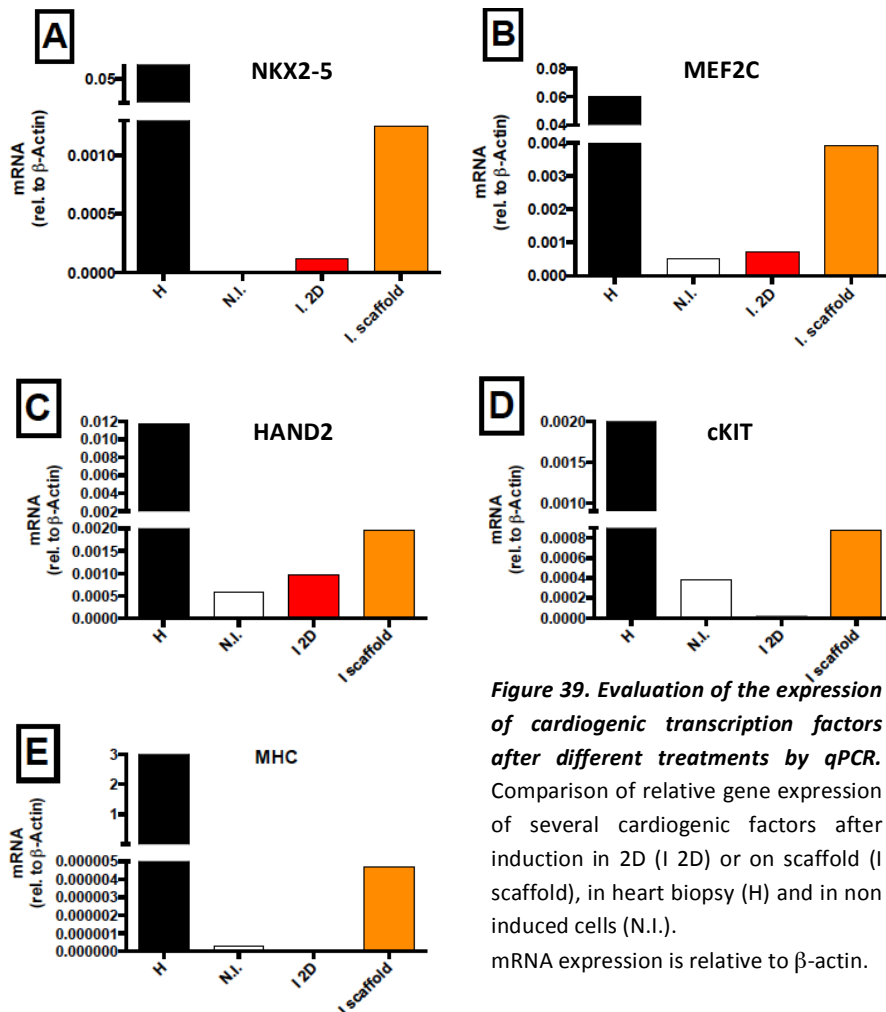 A
NKX2-5
mRNA
(rel. to β-Actin)
0.05
0.0010
0.0005
0.0000
H
N.I.
I. 2D
I. scaffold
B
MEF2C
mRNA
(rel. to β-Actin)
0.08
0.06
0.04
0.004
0.003
0.002
0.001
0.000
H
N.I.
I. 2D
I. scaffold
C
HAND2
mRNA
(rel. to β-Actin)
0.012
0.010
0.008
0.006
0.004
0.002
0.0020
0.0015
0.0010
0.0005
0.0000
H
N.I.
I 2D
I scaffold
D
cKIT
mRNA
(rel. to β-Actin)
0.0020
0.0015
0.0010
0.0008
0.0006
0.0004
0.0002
0.0000
H
N.I.
I 2D
I scaffold
E
MHC
mRNA
(rel. to β-Actin)
3
2
1
0.000005
0.000004
0.000003
0.000002
0.000001
0.000000
H
N.I.
I 2D
I scaffold
Figure 39. Evaluation of the expression
of cardiogenic transcription factors
after different treatments by qPCR.
Comparison of relative gene expression
of several cardiogenic factors after
induction in 2D (I 2D) or on scaffold (I
scaffold), in heart biopsy (H) and in non
induced cells (N.I.).
mRNA expression is relative to β-actin.